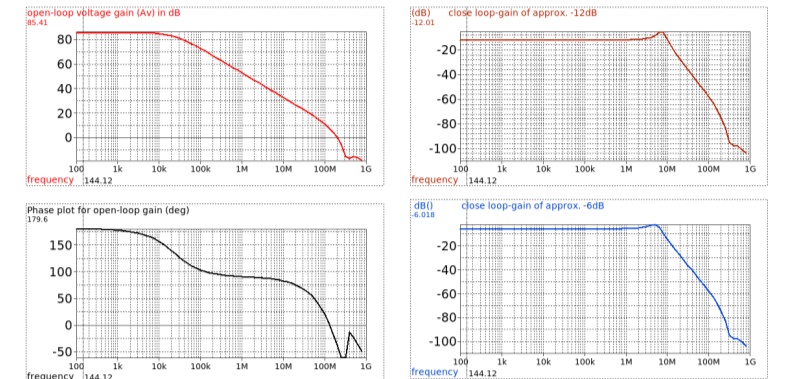 open-loop voltage gain (Av) in dB
85.41
80
60
40
20
0
100 1k 10k 100k 1M 10M 100M 1G
frequency 144.12
(dB) close loop-gain of approx. -12dB
-12.01
-20
-40
-60
-80
-100
100 1k 10k 100k 1M 10M 100M 1G
frequency 144.12
Phase plot for open-loop gain (deg)
179.6
150
100
50
0
-50
100 1k 10k 100k 1M 10M 100M 1G
frequency 144.12
dB() close loop-gain of approx. -6dB
-6.018
-20
-40
-60
-80
-100
100 1k 10k 100k 1M 10M 100M 1G
frequency 144.12